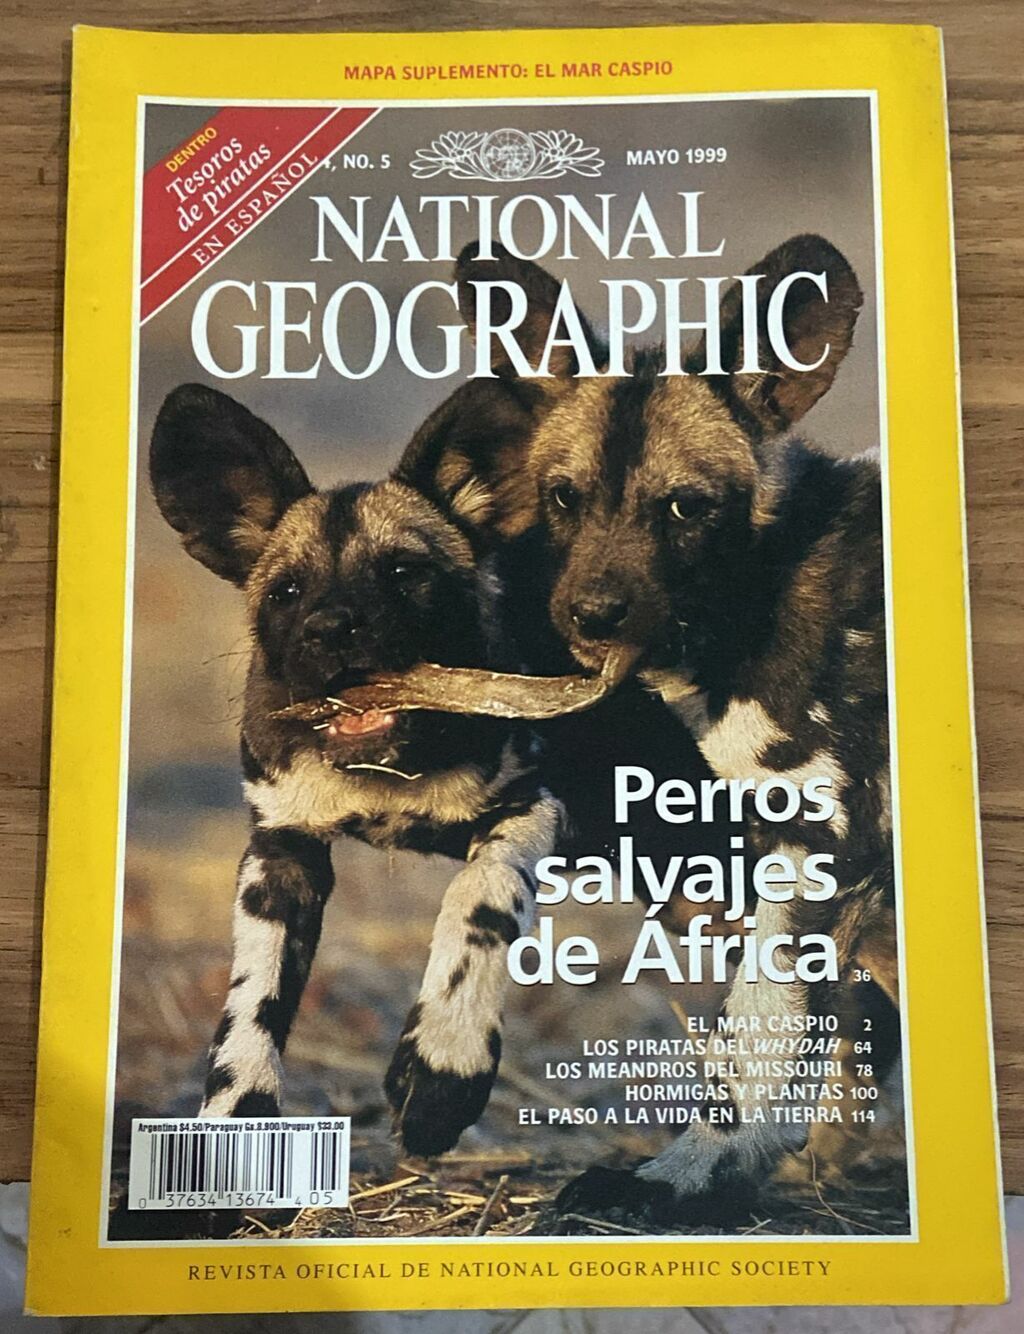 MAPA SUPLEMENTO: EL MAR CASPIO
DENTRO
Tesoros
de piratas
EN ESPAÑOL
4, NO. 5
MAYO 1999
NATIONAL
GEOGRAPHIC
Perros
salvajes
de África 36
EL MAR CASPIO 2
LOS PIRATAS DEL WHYDAH 64
LOS MEANDROS DEL MISSOURI 78
HORMIGAS Y PLANTAS 100
EL PASO A LA VIDA EN LA TIERRA 114
Argentina $4.50/Paraguay Gs.8.900/Uruguay $33.00
0 37634 13674 4 05
REVISTA OFICIAL DE NATIONAL GEOGRAPHIC SOCIETY